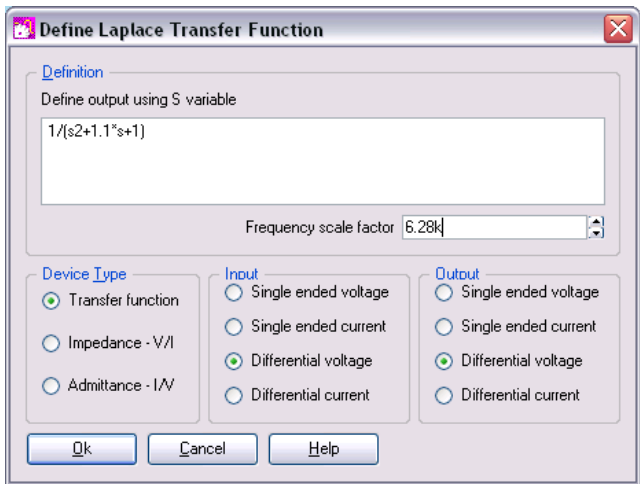 Define Laplace Transfer Function
Definition
Define output using S variable
1/(s2+1.1*s+1)
Frequency scale factor 6.28k
Device Type
Transfer function
Impedance - V/I
Admittance - I/V
Input
Single ended voltage
Single ended current
Differential voltage
Differential current
Output
Single ended voltage
Single ended current
Differential voltage
Differential current
Ok Cancel Help